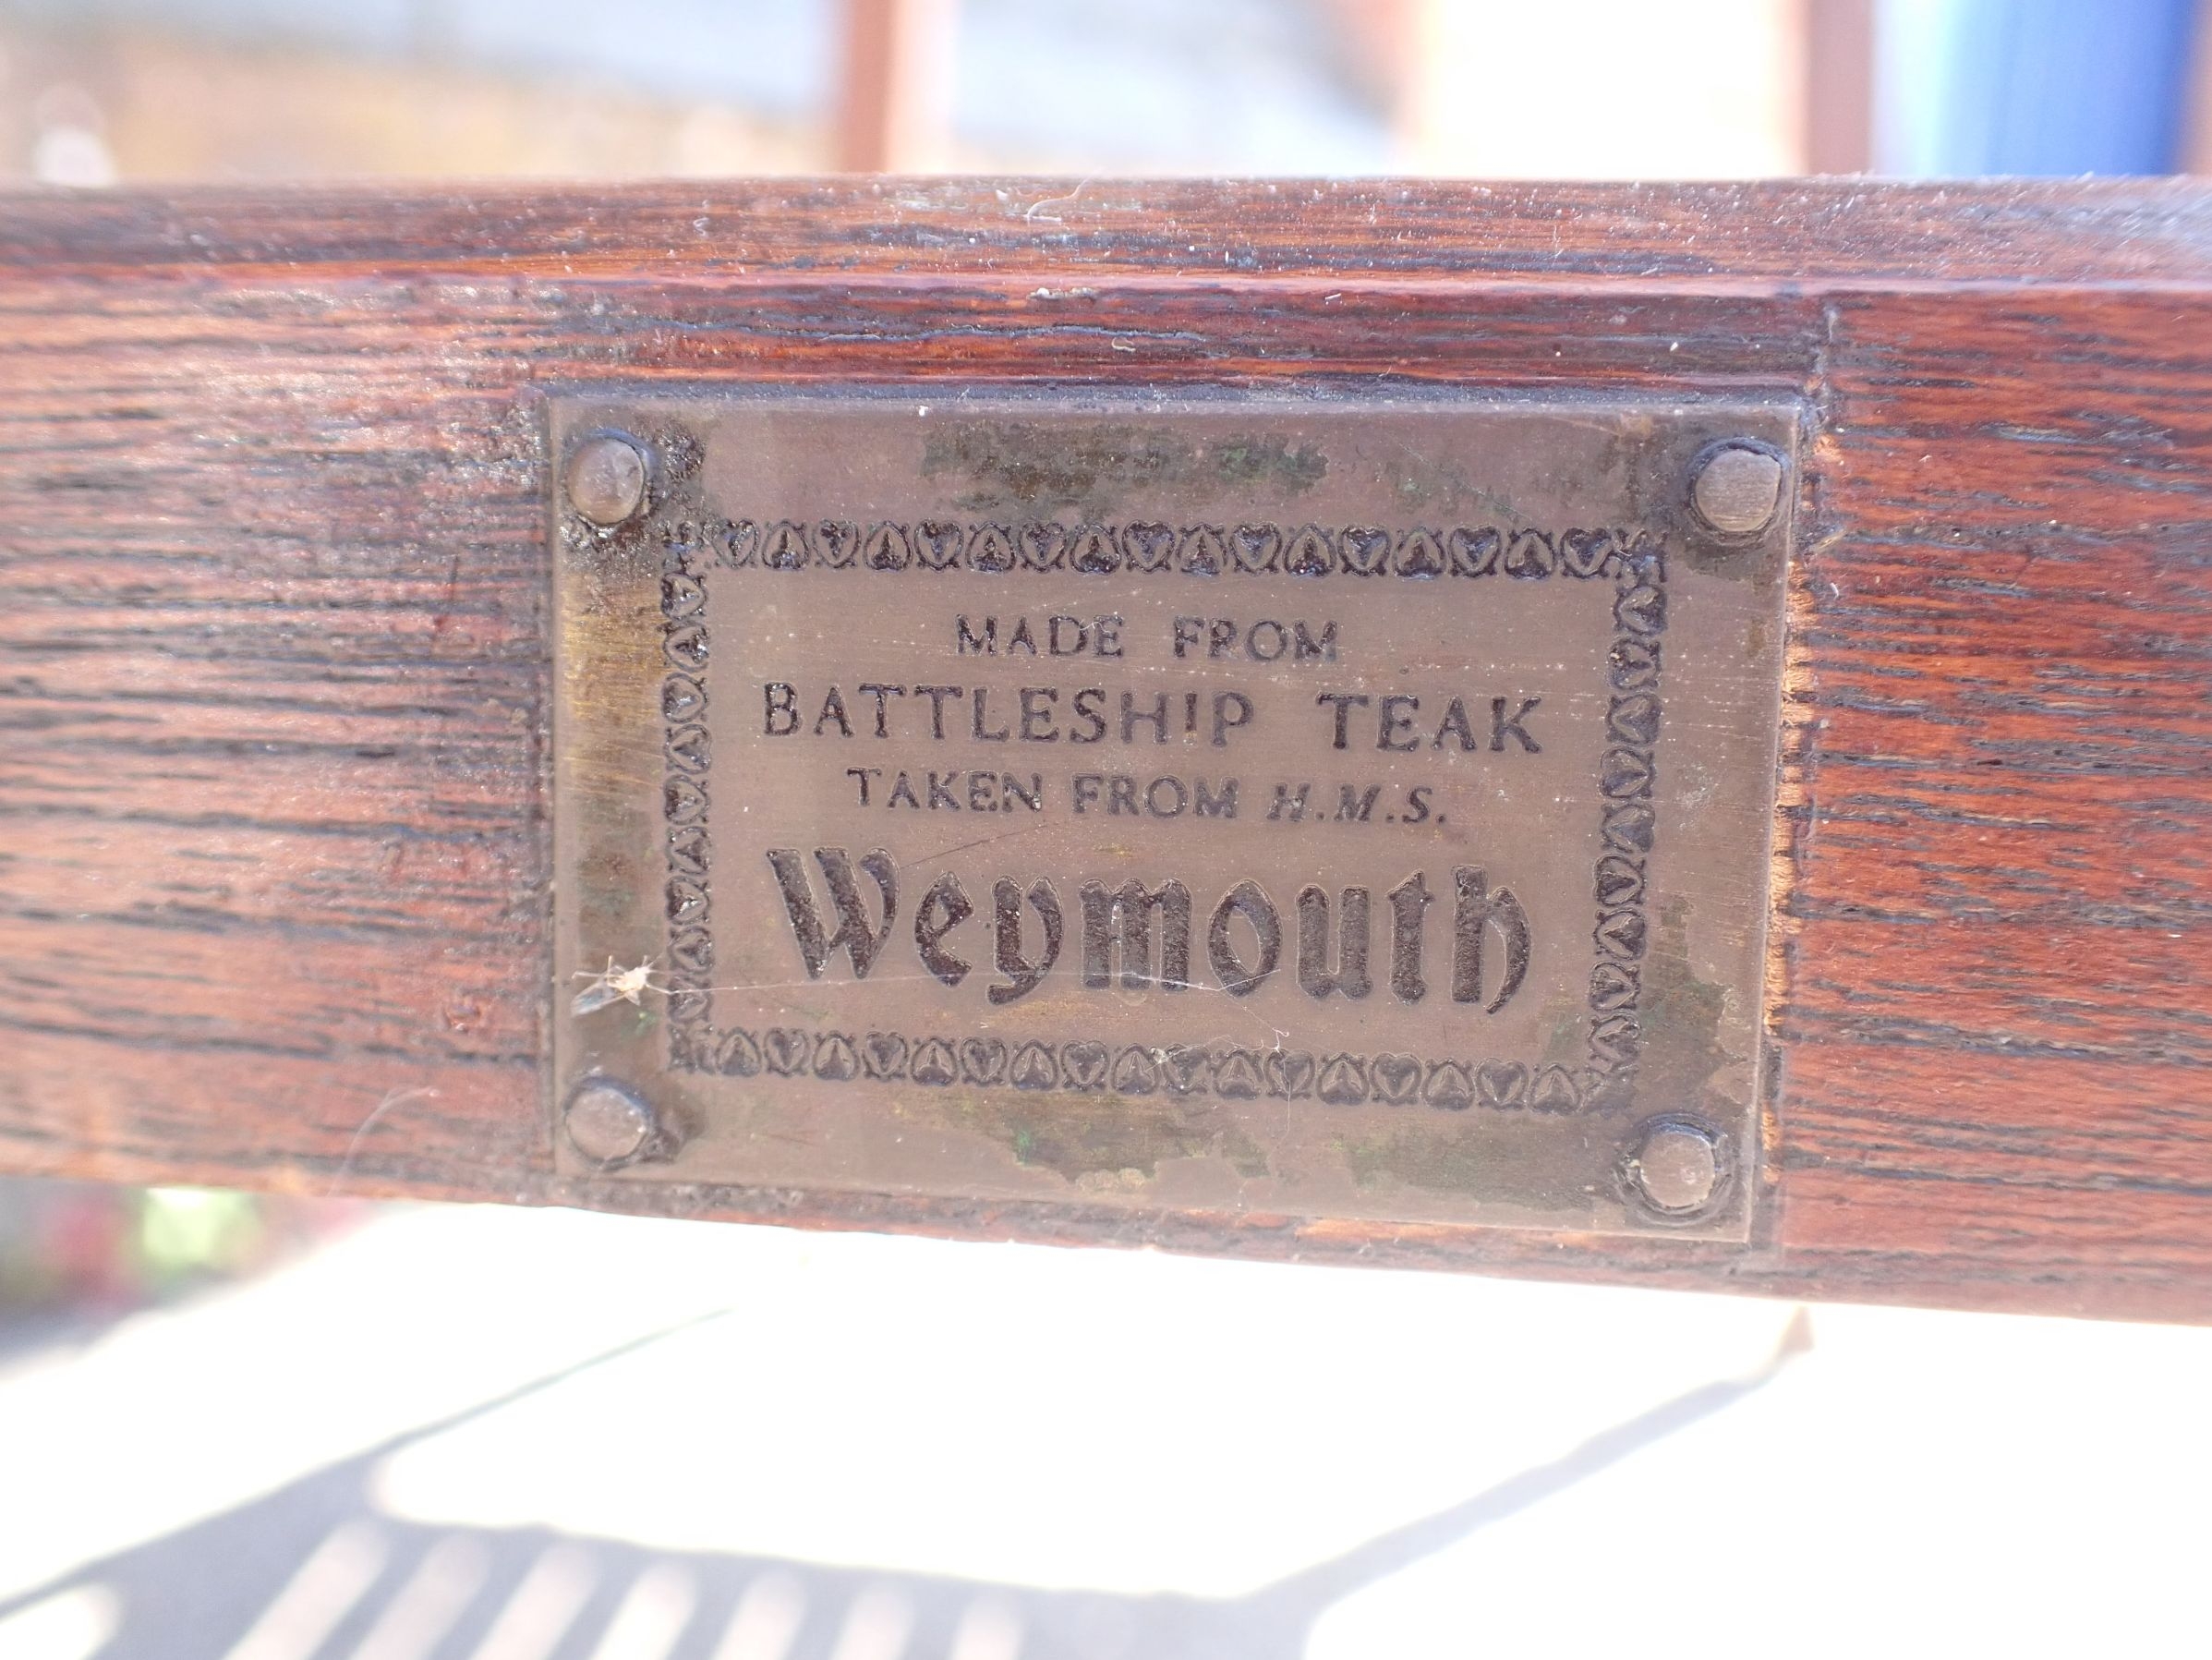 MADE FROM
BATTLESHIP TEAK
TAKEN FROM H.M.S.
Weymouth